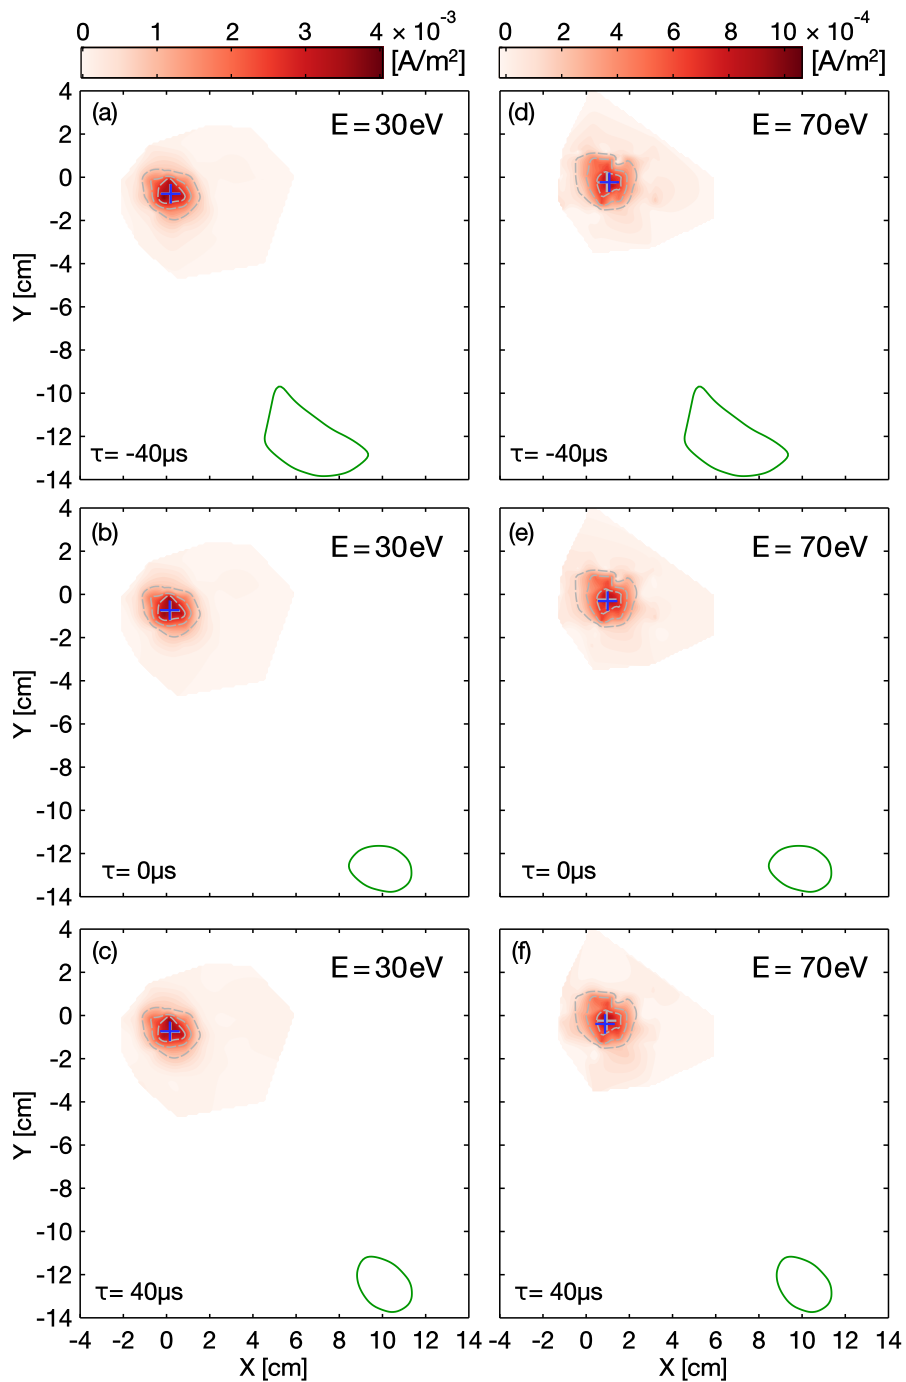 0 1 2 3 4 × 10⁻³
[A/m²]
0 2 4 6 8 10 × 10⁻⁴
[A/m²]
(a) E = 30eV
4
2
0
-2
-4
-6
-8
-10
-12
-14
Y [cm]
τ= -40μs
(d) E = 70eV
τ= -40μs
(b) E = 30eV
4
2
0
-2
-4
-6
-8
-10
-12
-14
Y [cm]
τ= 0μs
(e) E = 70eV
τ= 0μs
(c) E = 30eV
4
2
0
-2
-4
-6
-8
-10
-12
-14
Y [cm]
τ= 40μs
(f) E = 70eV
τ= 40μs
-4 -2 0 2 4 6 8 10 12 14
X [cm]
-4 -2 0 2 4 6 8 10 12 14
X [cm]